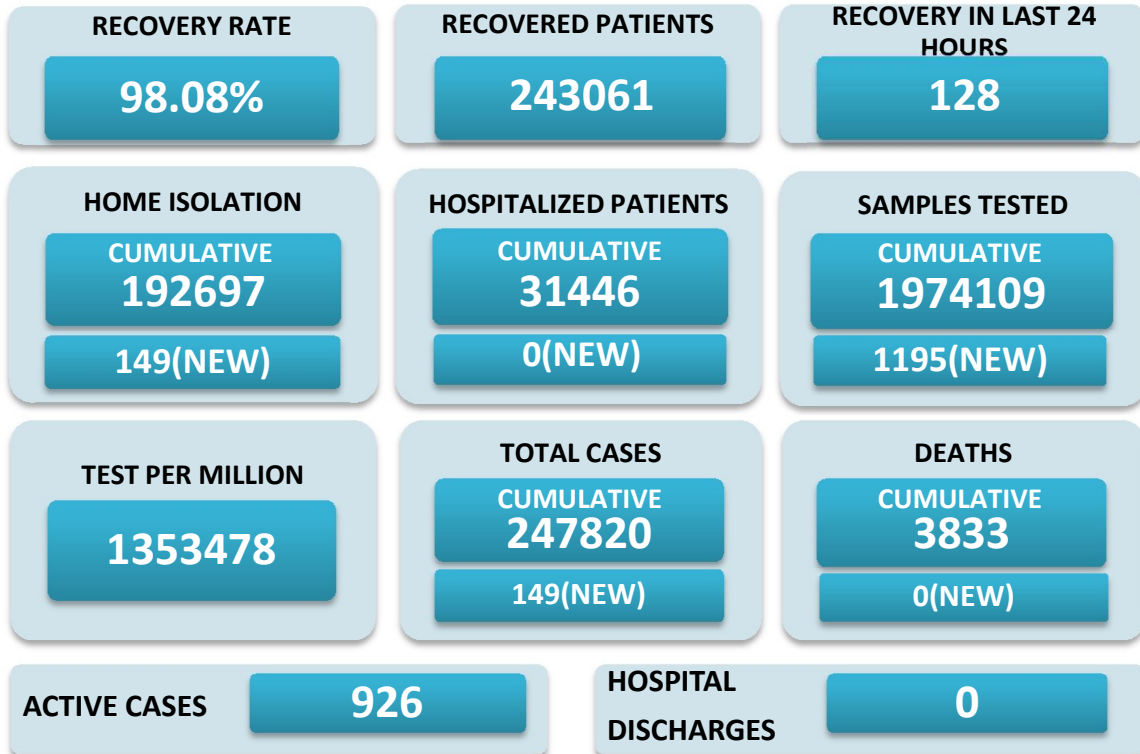 RECOVERY RATE
98.08%
RECOVERED PATIENTS
243061
RECOVERY IN LAST 24
HOURS
128
HOME ISOLATION
CUMULATIVE
192697
149(NEW)
HOSPITALIZED PATIENTS
CUMULATIVE
31446
0(NEW)
SAMPLES TESTED
CUMULATIVE
1974109
1195(NEW)
TEST PER MILLION
1353478
TOTAL CASES
CUMULATIVE
247820
149(NEW)
DEATHS
CUMULATIVE
3833
0(NEW)
ACTIVE CASES
926
HOSPITAL
DISCHARGES
0